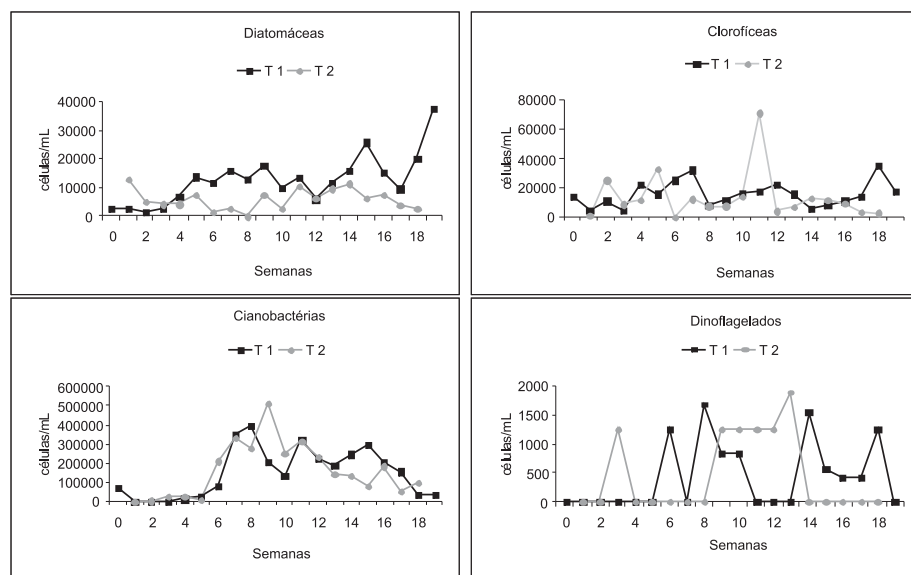 Diatomáceas
T 1 T 2
40000
30000
20000
10000
0
células/mL
0 2 4 6 8 10 12 14 16 18
Semanas
Clorofíceas
T 1 T 2
80000
60000
40000
20000
0
células/mL
0 2 4 6 8 10 12 14 16 18
Semanas
Cianobactérias
T 1 T 2
600000
500000
400000
300000
200000
100000
0
células/mL
0 2 4 6 8 10 12 14 16 18
Semanas
Dinoflagelados
T 1 T 2
2000
1500
1000
500
0
células/mL
0 2 4 6 8 10 12 14 16 18
Semanas